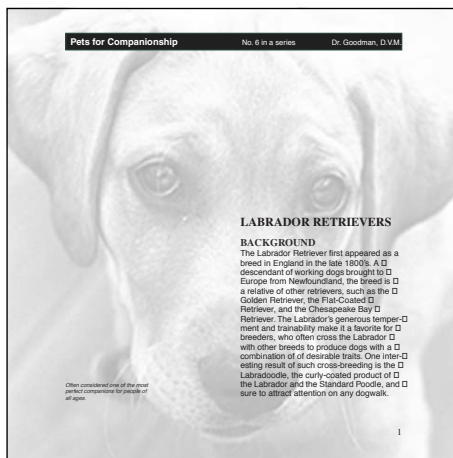 Pets for Companionship No. 6 in a series Dr. Goodman, D.V.M.
LABRADOR RETRIEVERS
BACKGROUND
The Labrador Retriever first appeared as a
breed in England in the late 1800's. A
descendant of working dogs brought to
Europe from Newfoundland, the breed is
a relative of other retrievers, such as the
Golden Retriever, the Flat-Coated
Retriever, and the Chesapeake Bay
Retriever. The Labrador's generous temper-
ment and trainability make it a favorite for
breeders, who often cross the Labrador
with other breeds to produce dogs with a
combination of of desirable traits. One inter-
esting result of such cross-breeding is the
Labradoodle, the curly-coated product of
the Labrador and the Standard Poodle, and
sure to attract attention on any dogwalk.
Often considered one of the most
perfect companions for people of
all ages.
1